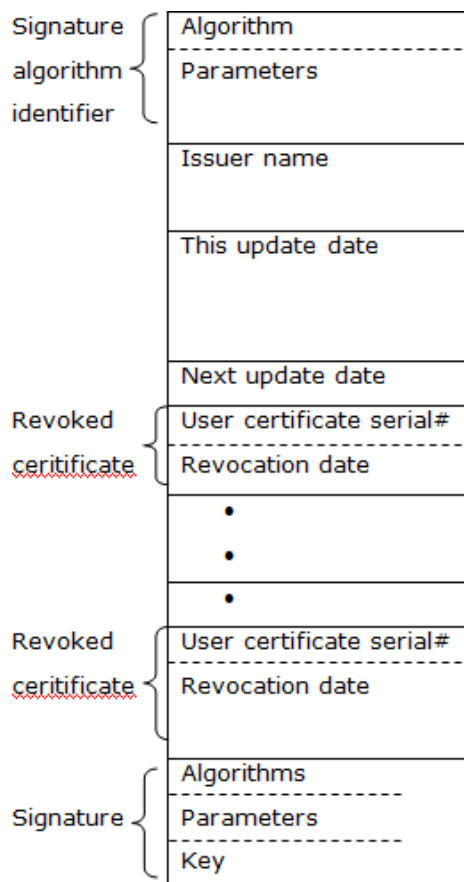 Signature
algorithm
identifier
Algorithm
Parameters
Issuer name
This update date
Next update date
Revoked
ceritificate
User certificate serial#
Revocation date
•
•
•
Revoked
ceritificate
User certificate serial#
Revocation date
Signature
Algorithms
Parameters
Key